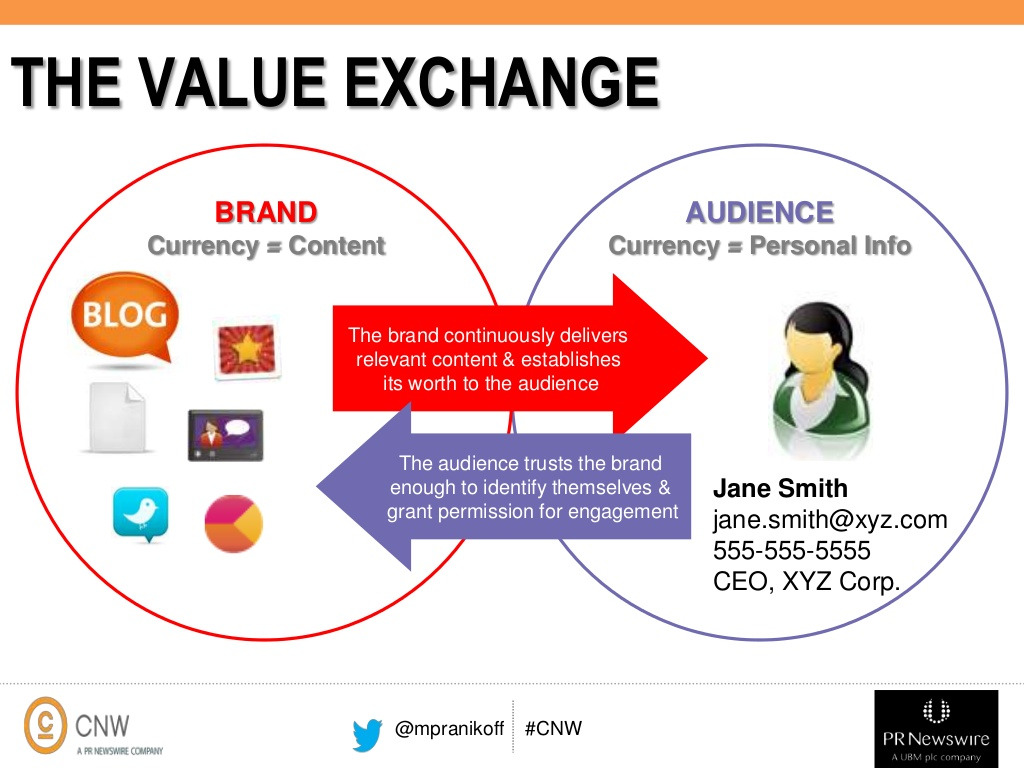 THE VALUE EXCHANGE
BRAND
Currency = Content
AUDIENCE
Currency = Personal Info
BLOG
The brand continuously delivers
relevant content & establishes
its worth to the audience
The audience trusts the brand
enough to identify themselves &
grant permission for engagement
Jane Smith
jane.smith@xyz.com
555-555-5555
CEO, XYZ Corp.
C
CNW
A PR NEWSWIRE COMPANY
@mpranikoff
#CNW
PR Newswire
A UBM plc company